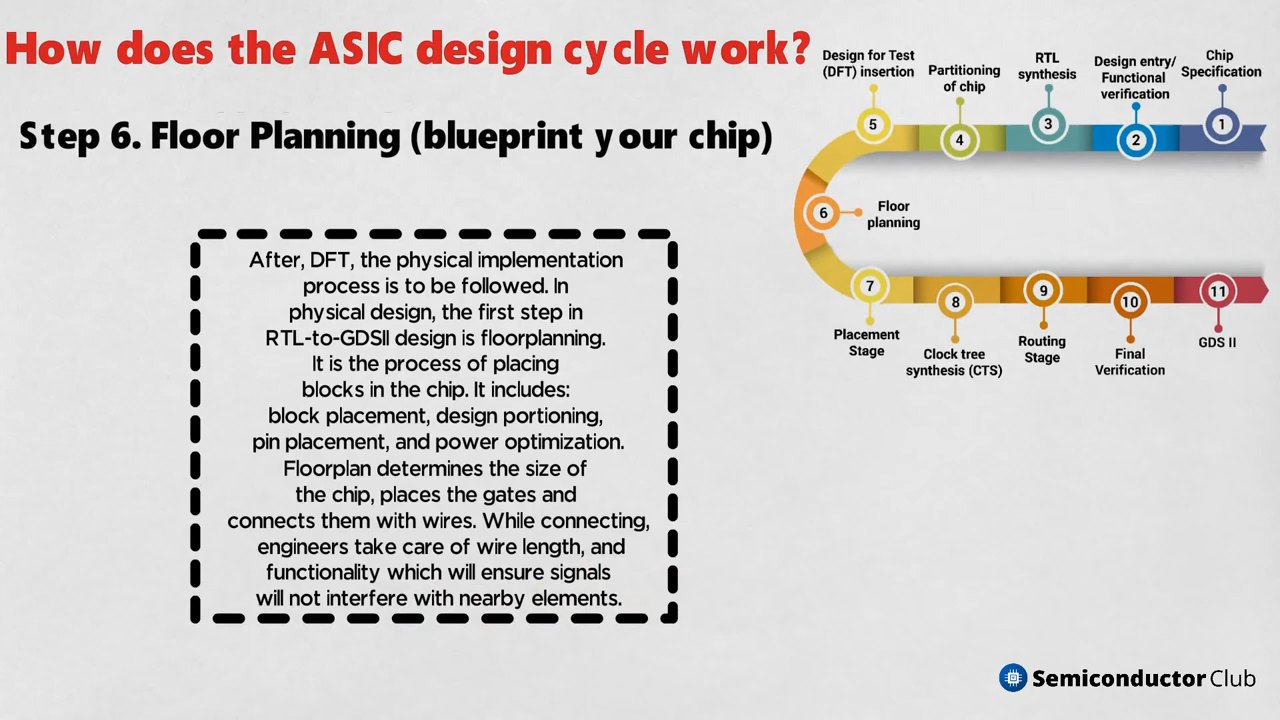 How does the ASIC design cycle work?
Step 6. Floor Planning (blueprint your chip)
After, DFT, the physical implementation
process is to be followed. In
physical design, the first step in
RTL-to-GDSII design is floorplanning.
It is the process of placing
blocks in the chip. It includes:
block placement, design portioning,
pin placement, and power optimization.
Floorplan determines the size of
the chip, places the gates and
connects them with wires. While connecting,
engineers take care of wire length, and
functionality which will ensure signals
will not interfere with nearby elements.
Design for Test
(DFT) insertion
Partitioning
of chip
RTL
synthesis
Design entry/
Functional
verification
Chip
Specification
5
4
3
2
1
6
Floor
planning
7
8
9
10
11
Placement
Stage
Clock tree
synthesis (CTS)
Routing
Stage
Final
Verification
GDS II
Semiconductor Club